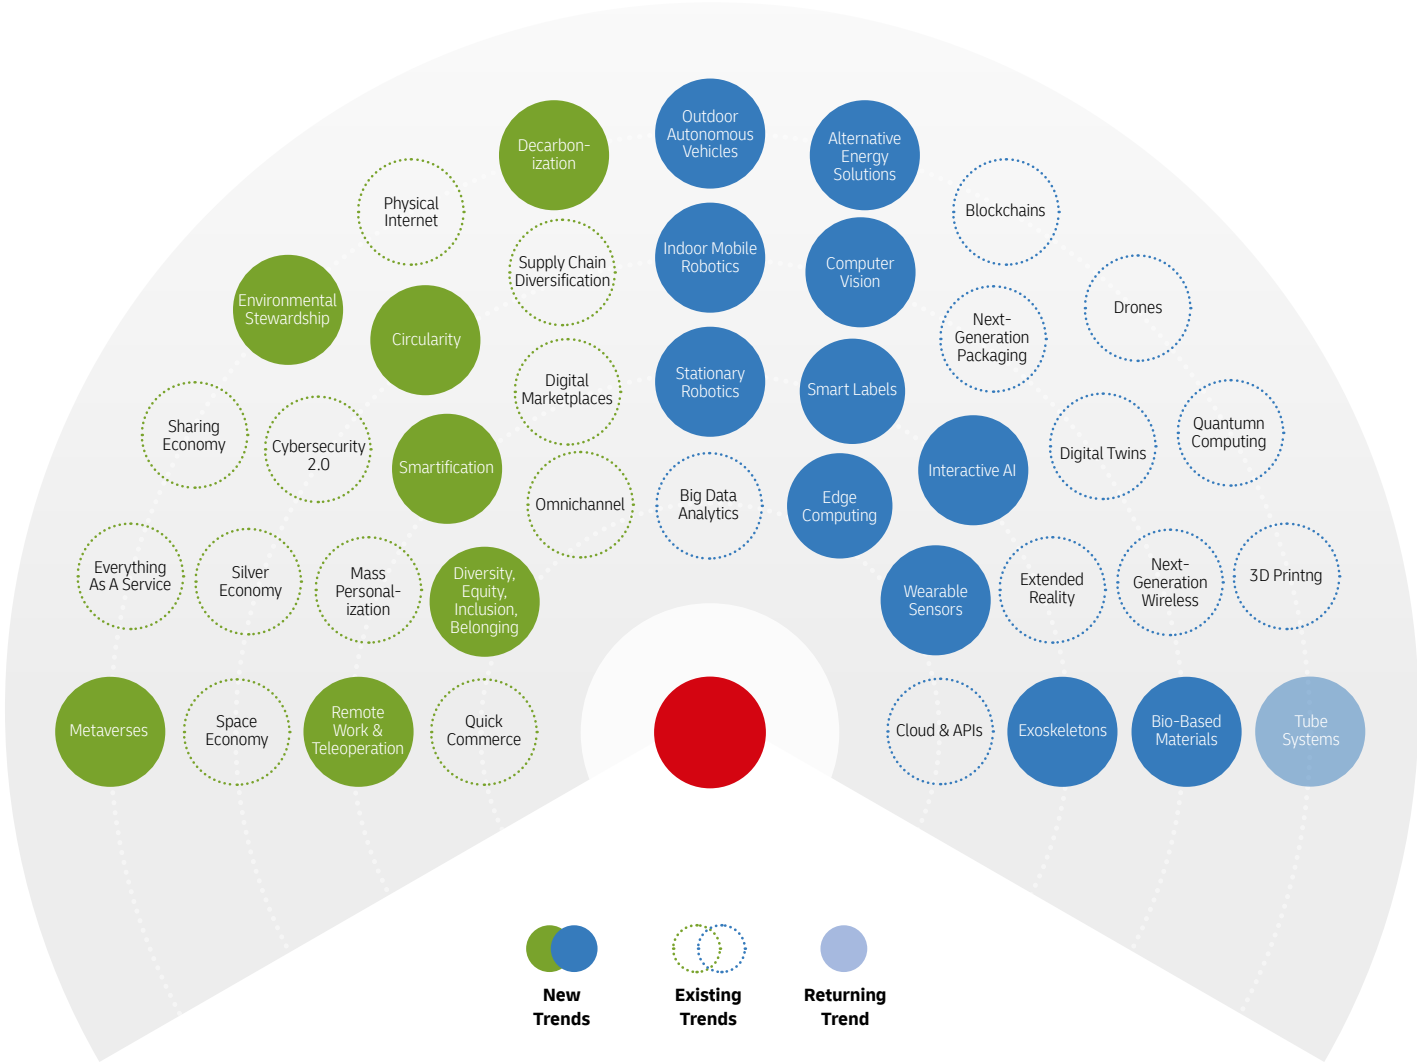 Outdoor
Autonomous
Vehicles
Decarbon-
ization
Alternative
Energy
Solutions
Physical
Internet
Blockchains
Supply Chain
Diversification
Indoor Mobile
Robotics
Computer
Vision
Environmental
Stewardship
Drones
Circularity
Next-
Generation
Packaging
Digital
Marketplaces
Stationary
Robotics
Smart Labels
Sharing
Economy
Quantumn
Computing
Cybersecurity
2.0
Digital Twins
Smartification
Interactive AI
Omnichannel
Big Data
Analytics
Edge
Computing
Everything
As A Service
Silver
Economy
Mass
Personal-
ization
Diversity,
Equity,
Inclusion,
Belonging
Wearable
Sensors
Extended
Reality
Next-
Generation
Wireless
3D Printng
Metaverses
Space
Economy
Remote
Work &
Teleoperation
Quick
Commerce
Cloud & APIs
Exoskeletons
Bio-Based
Materials
Tube
Systems
New
Trends
Existing
Trends
Returning
Trend